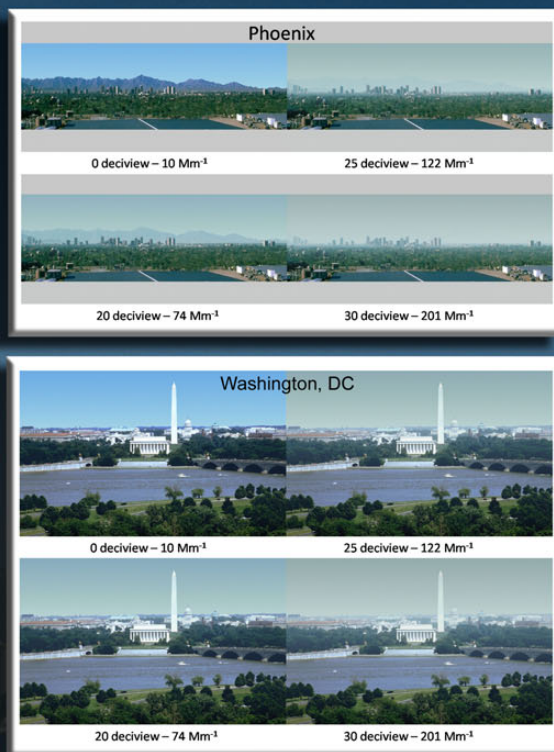 Phoenix
0 deciview – 10 Mm⁻¹
25 deciview – 122 Mm⁻¹
20 deciview – 74 Mm⁻¹
30 deciview – 201 Mm⁻¹
Washington, DC
0 deciview – 10 Mm⁻¹
25 deciview – 122 Mm⁻¹
20 deciview – 74 Mm⁻¹
30 deciview – 201 Mm⁻¹